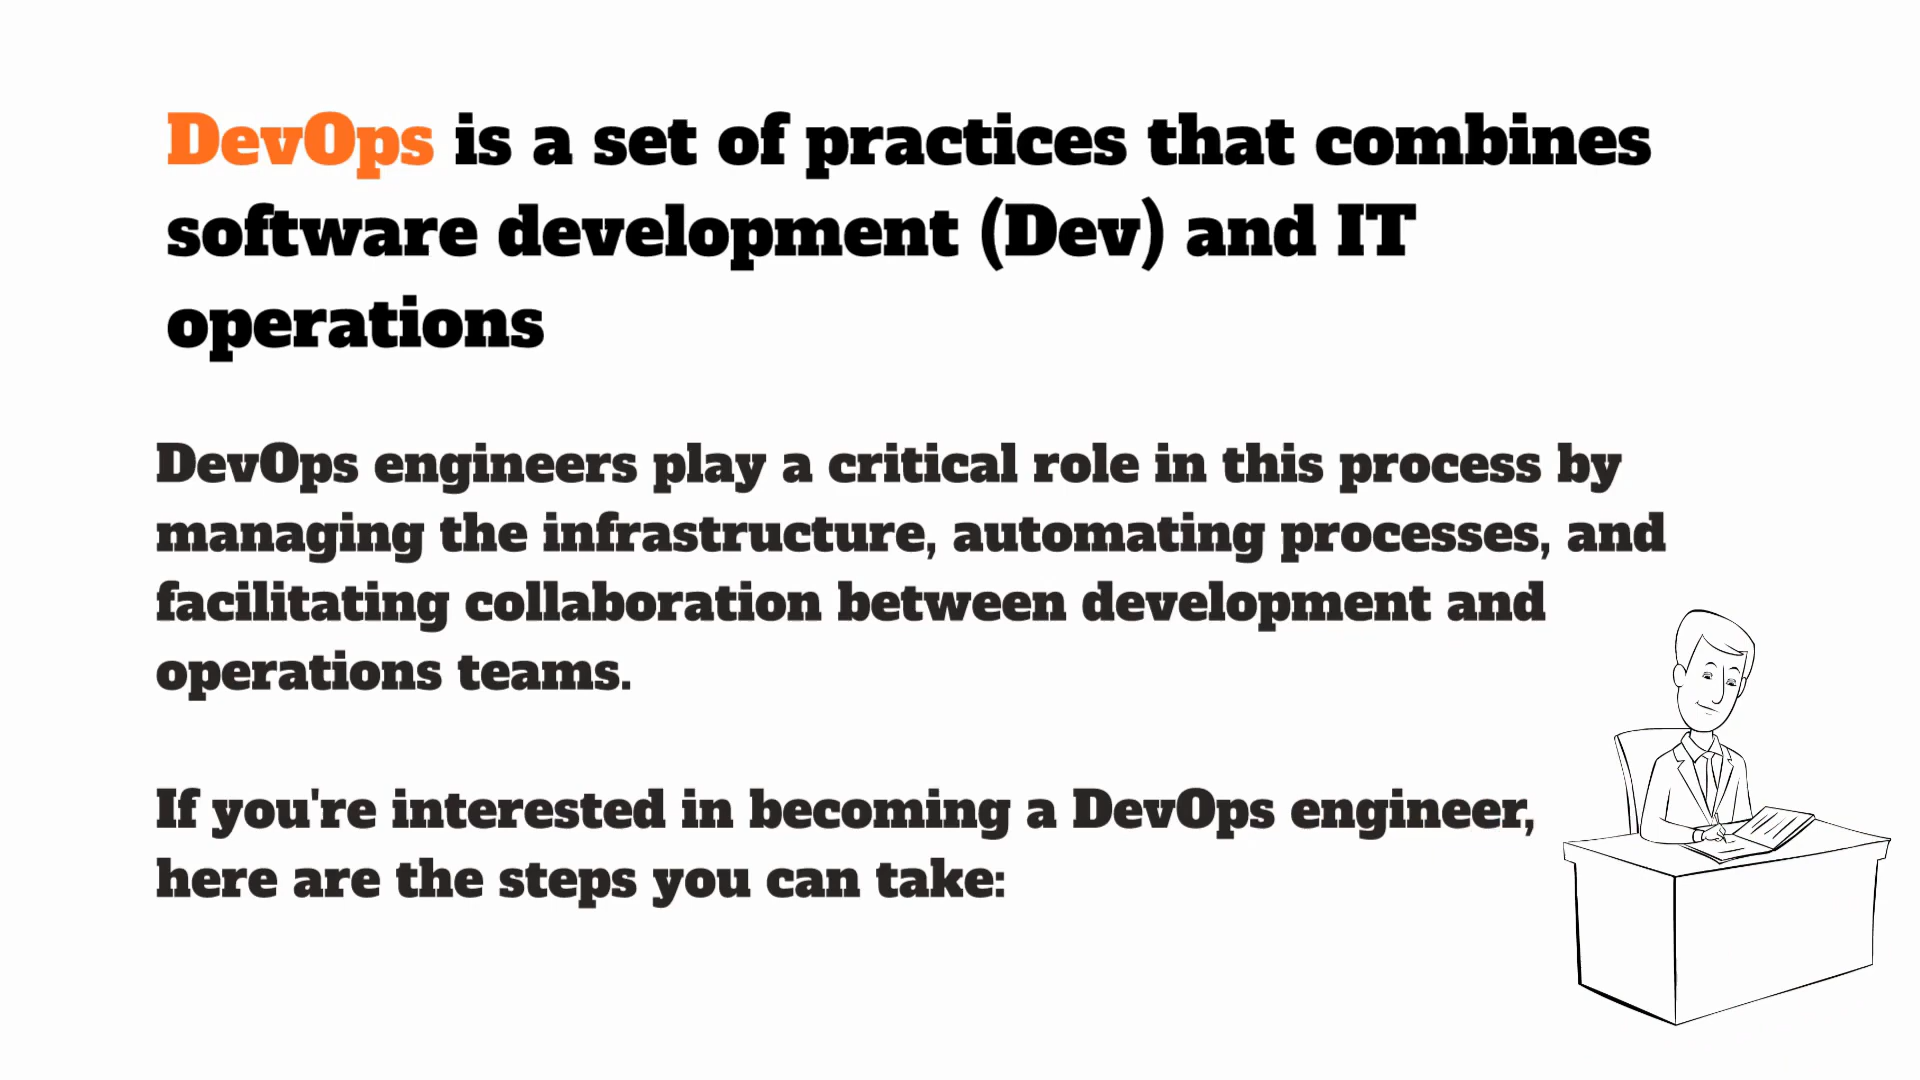 DevOps is a set of practices that combines
software development (Dev) and IT
operations
DevOps engineers play a critical role in this process by
managing the infrastructure, automating processes, and
facilitating collaboration between development and
operations teams.
If you're interested in becoming a DevOps engineer,
here are the steps you can take: